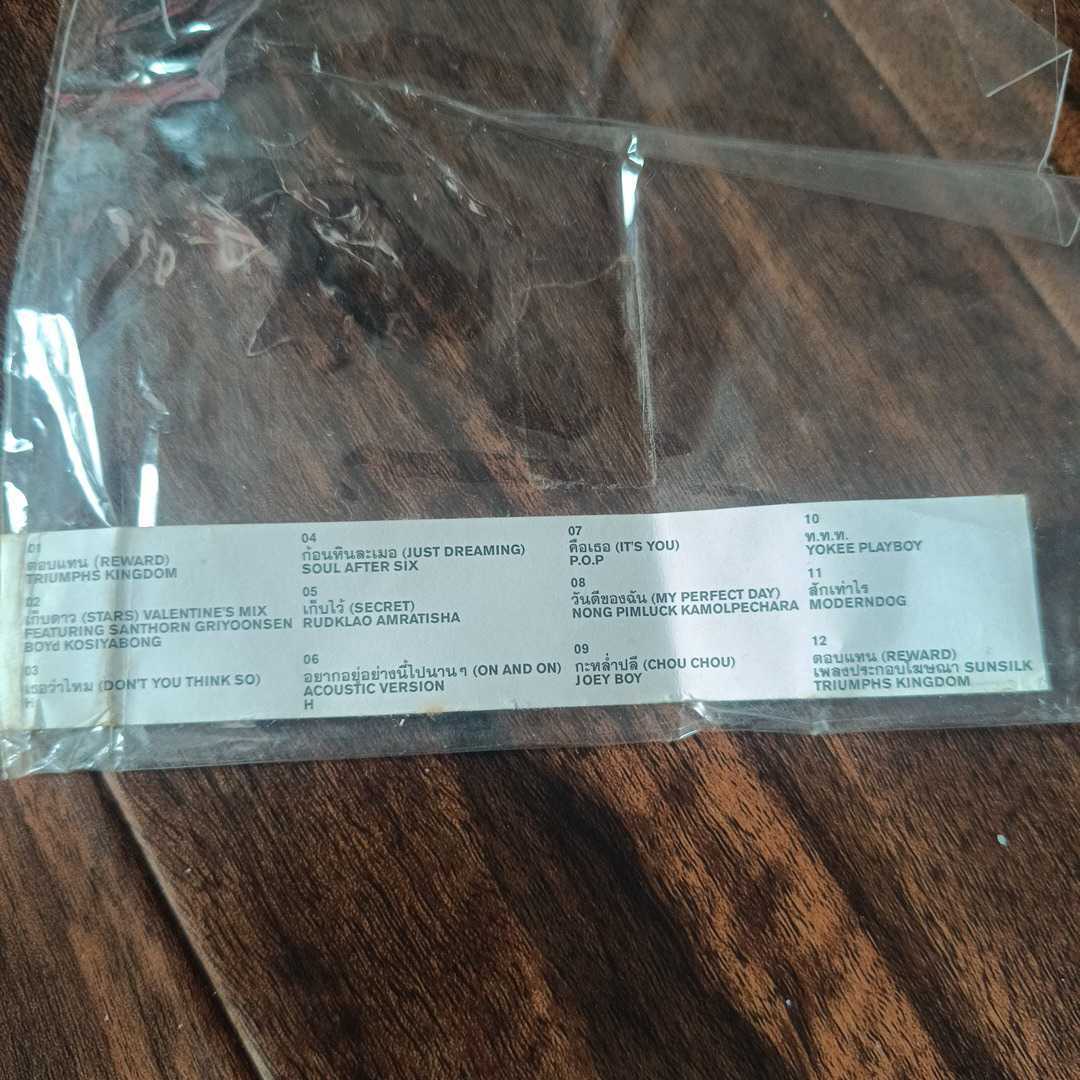 01
ตอบแทน (REWARD)
TRIUMPHS KINGDOM
02
เก็บดาว (STARS) VALENTINE'S MIX
FEATURING SANTHORN GRIYOONSEN
BOYd KOSIYABONG
03
เธอว่าไหม (DON'T YOU THINK SO)
H
04
ก้อนหินละเมอ (JUST DREAMING)
SOUL AFTER SIX
05
เก็บไว้ (SECRET)
RUDKLAO AMRATISHA
06
อยากอยู่อย่างนี้ไปนาน ๆ (ON AND ON)
ACOUSTIC VERSION
H
07
คือเธอ (IT'S YOU)
P.O.P
08
วันดีของฉัน (MY PERFECT DAY)
NONG PIMLUCK KAMOLPECHARA
09
กะหล่ำปลี (CHOU CHOU)
JOEY BOY
10
ท.ท.ท.
YOKEE PLAYBOY
11
สักเท่าไร
MODERNDOG
12
ตอบแทน (REWARD)
เพลงประกอบโฆษณา SUNSILK
TRIUMPHS KINGDOM